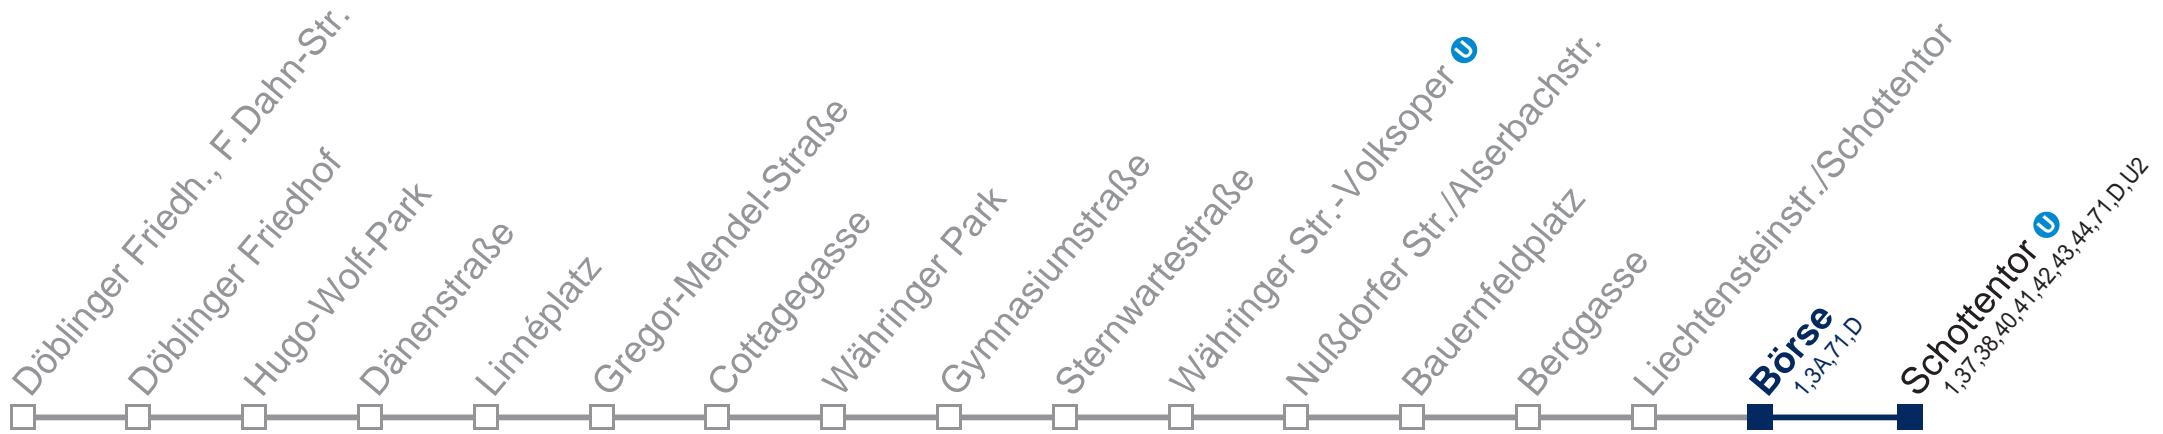 Döblinger Friedh., F.Dahn-Str.
Döblinger Friedhof
Hugo-Wolf-Park
Dänenstraße
Linnéplatz
Gregor-Mendel-Straße
Cottagegasse
Währinger Park
Gymnasiumstraße
Sternwartestraße
Währinger Str.-Volksoper U
Nußdorfer Str./Alserbachstr.
Bauernfeldplatz
Berggasse
Liechtensteinstr./Schottentor
Börse
1,3A,71,D
Schottentor U
1,37,38,40,41,42,43,44,71,D,U2